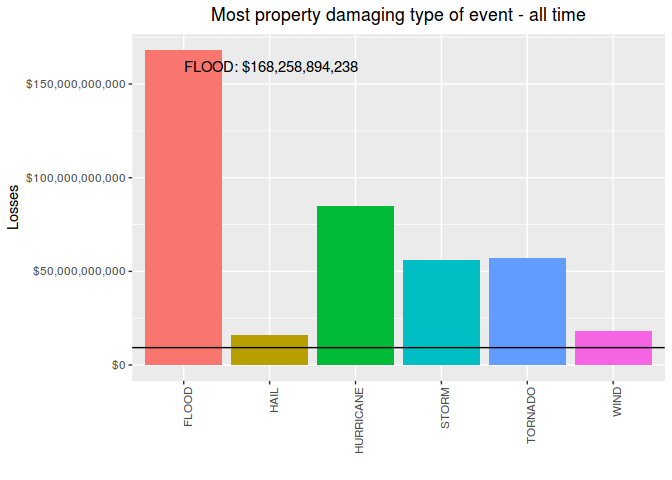 Most property damaging type of event - all time
FLOOD: $168,258,894,238
$150,000,000,000
$100,000,000,000
$50,000,000,000
$0
Losses
FLOOD
HAIL
HURRICANE
STORM
TORNADO
WIND